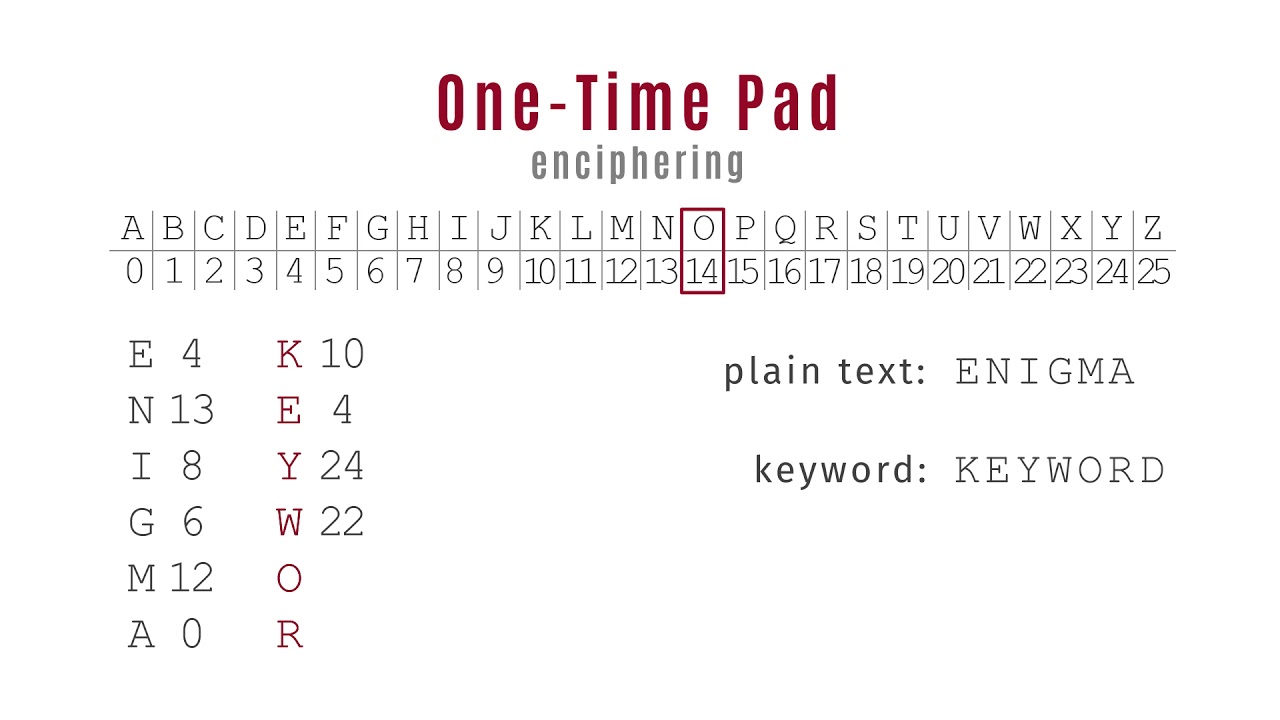 One-Time Pad
enciphering
A B C D E F G H I J K L M N O P Q R S T U V W X Y Z
0 1 2 3 4 5 6 7 8 9 10 11 12 13 14 15 16 17 18 19 20 21 22 23 24 25
E 4 K 10
N 13 E 4
I 8 Y 24
G 6 W 22
M 12 O
A 0 R
plain text: ENIGMA
keyword: KEYWORD